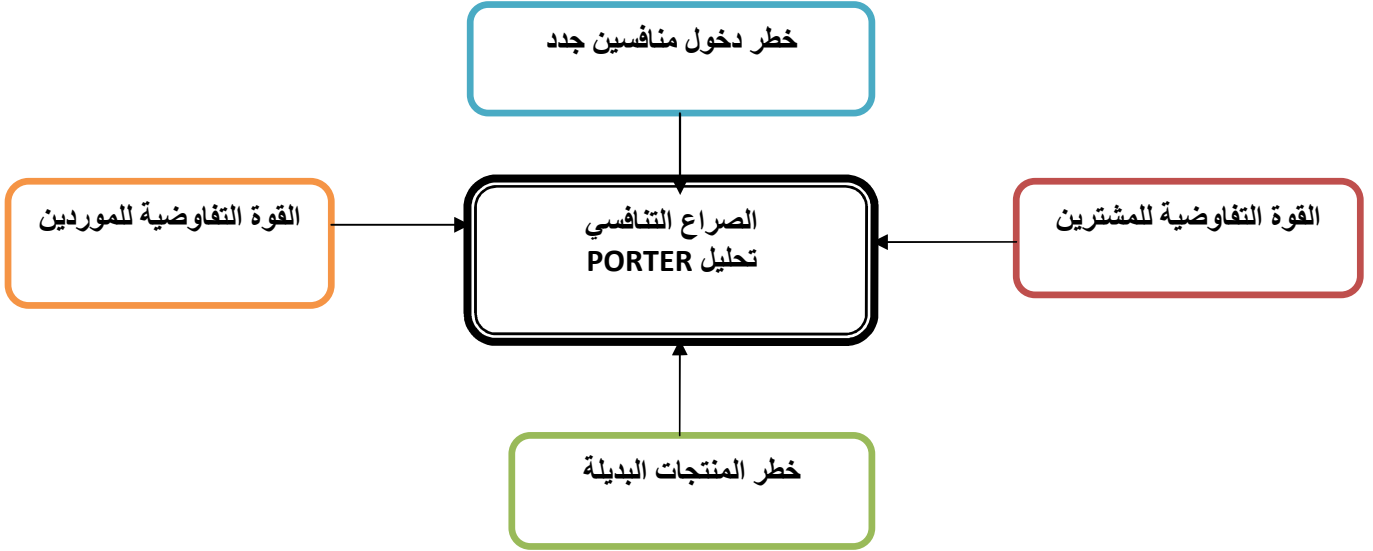 خطر دخول منافسين جدد
القوة التفاوضية للمشترين
الصراع التنافسي
تحليل PORTER
القوة التفاوضية للموردين
خطر المنتجات البديلة